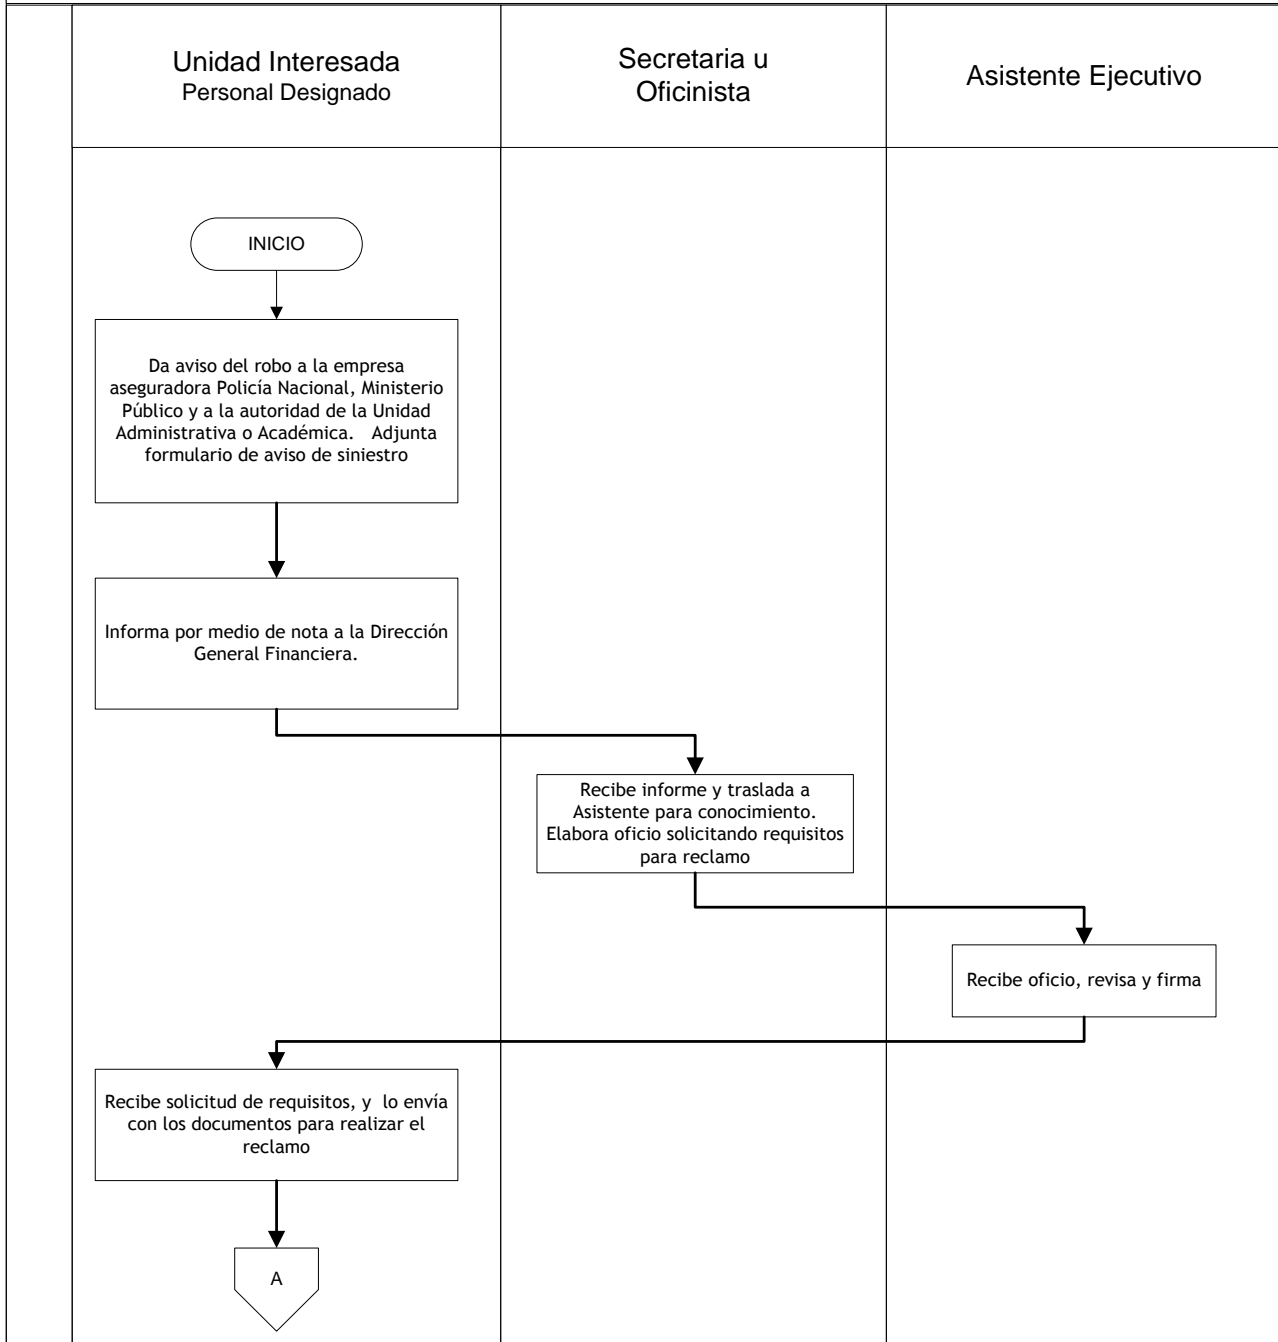 Unidad Interesada
Personal Designado
Secretaria u
Oficinista
Asistente Ejecutivo
INICIO
Da aviso del robo a la empresa
aseguradora Policía Nacional, Ministerio
Público y a la autoridad de la Unidad
Administrativa o Académica.   Adjunta
formulario de aviso de siniestro
Informa por medio de nota a la Dirección
General Financiera.
Recibe informe y traslada a
Asistente para conocimiento.
Elabora oficio solicitando requisitos
para reclamo
Recibe oficio, revisa y firma
Recibe solicitud de requisitos, y  lo envía
con los documentos para realizar el
reclamo
A